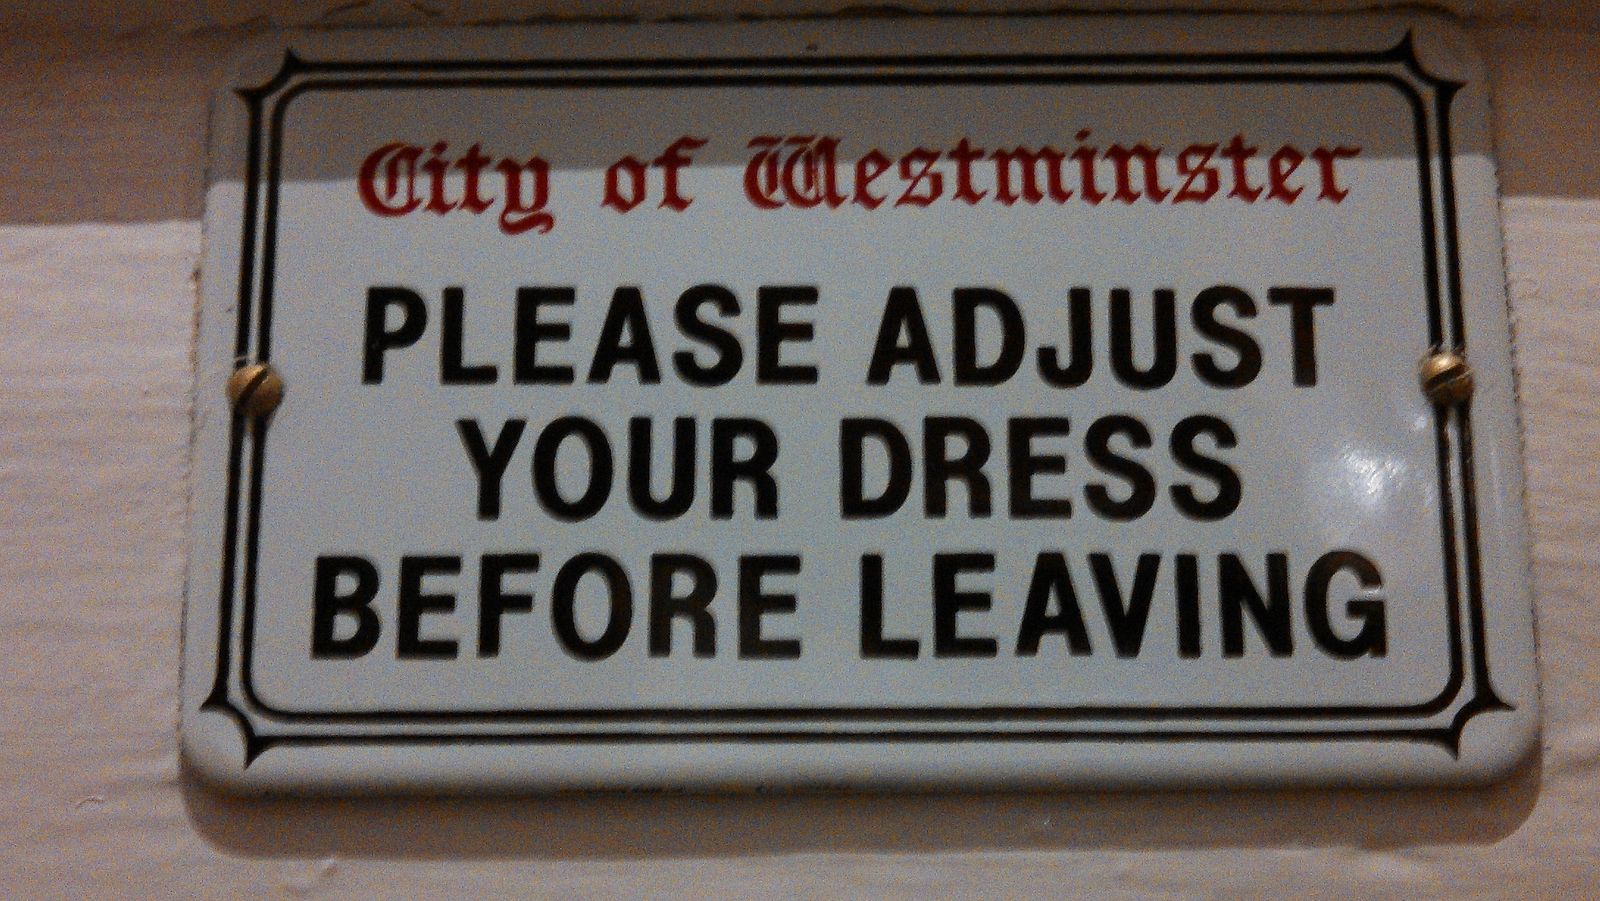 City of Westminster
PLEASE ADJUST
YOUR DRESS
BEFORE LEAVING